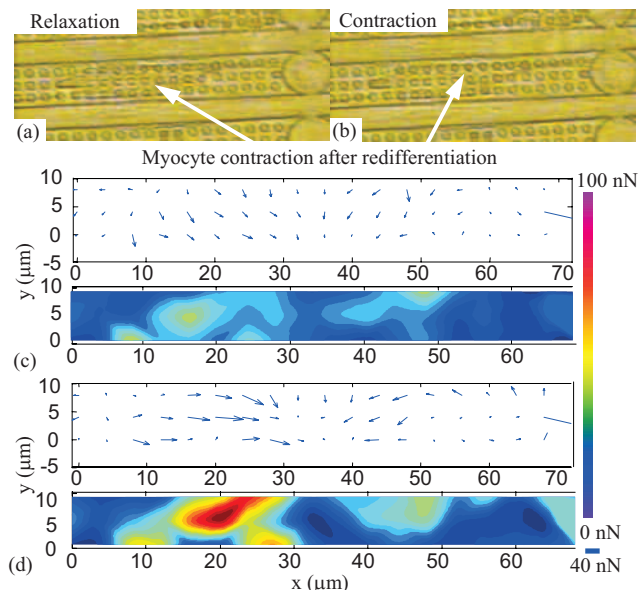 Relaxation
Contraction
(a)
(b)
Myocyte contraction after redifferentiation
100 nN
10
5
0
-5
y (μm)
0 10 20 30 40 50 60 70
10
5
0
0 10 20 30 40 50 60
(c)
10
5
0
-5
y (μm)
0 10 20 30 40 50 60 70
10
5
0
0 10 20 30 40 50 60
(d)
x (μm)
0 nN
40 nN